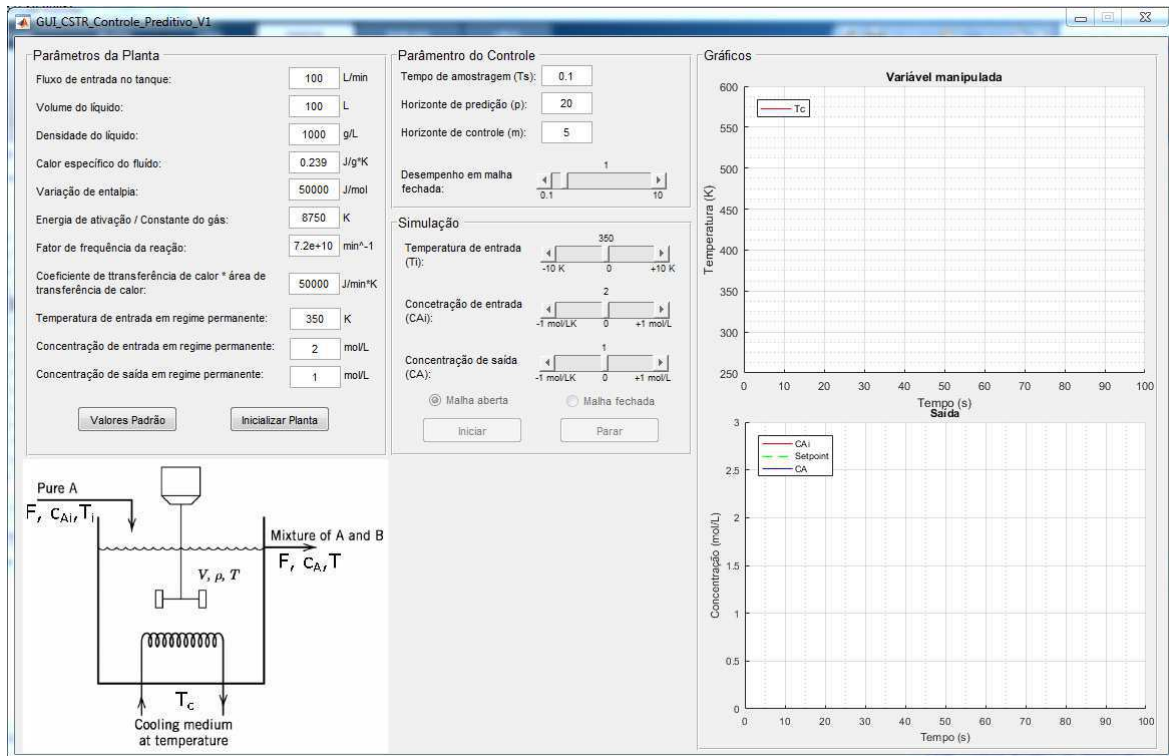 GUI_CSTR_Controle_Preditivo_V1
Parâmetros da Planta
Fluxo de entrada no tanque: 100 L/min
Volume do líquido: 100 L
Densidade do líquido: 1000 g/L
Calor específico do fluído: 0.239 J/g*K
Variação de entalpia: 50000 J/mol
Energia de ativação / Constante do gás: 8750 K
Fator de frequência da reação: 7.2e+10 min^-1
Coeficiente de ttransferência de calor * área de
transferência de calor: 50000 J/min*K
Temperatura de entrada em regime permanente: 350 K
Concentração de entrada em regime permanente: 2 mol/L
Concentração de saída em regime permanente: 1 mol/L
Valores Padrão Inicializar Planta
Parâmentro do Controle
Tempo de amostragem (Ts): 0.1
Horizonte de predição (p): 20
Horizonte de controle (m): 5
1
Desempenho em malha
fechada:
0.1 10
Simulação
350
Temperatura de entrada
(Ti):
-10 K 0 +10 K
2
Concetração de entrada
(CAi):
-1 mol/LK 0 +1 mol/L
1
Concentração de saída
(CA):
-1 mol/LK 0 +1 mol/L
Malha aberta Malha fechada
Iniciar Parar
Gráficos
Variável manipulada
Tc
Temperatura (K)
600
550
500
450
400
350
300
250
0 10 20 30 40 50 60 70 80 90 100
Tempo (s)
Saída
CAi
Setpoint
CA
Concentração (mol/L)
3
2.5
2
1.5
1
0.5
0
0 10 20 30 40 50 60 70 80 90 100
Tempo (s)
Pure A
F, CAi, Ti
Mixture of A and B
F, CA, T
V, ρ, T
Tc
Cooling medium
at temperature